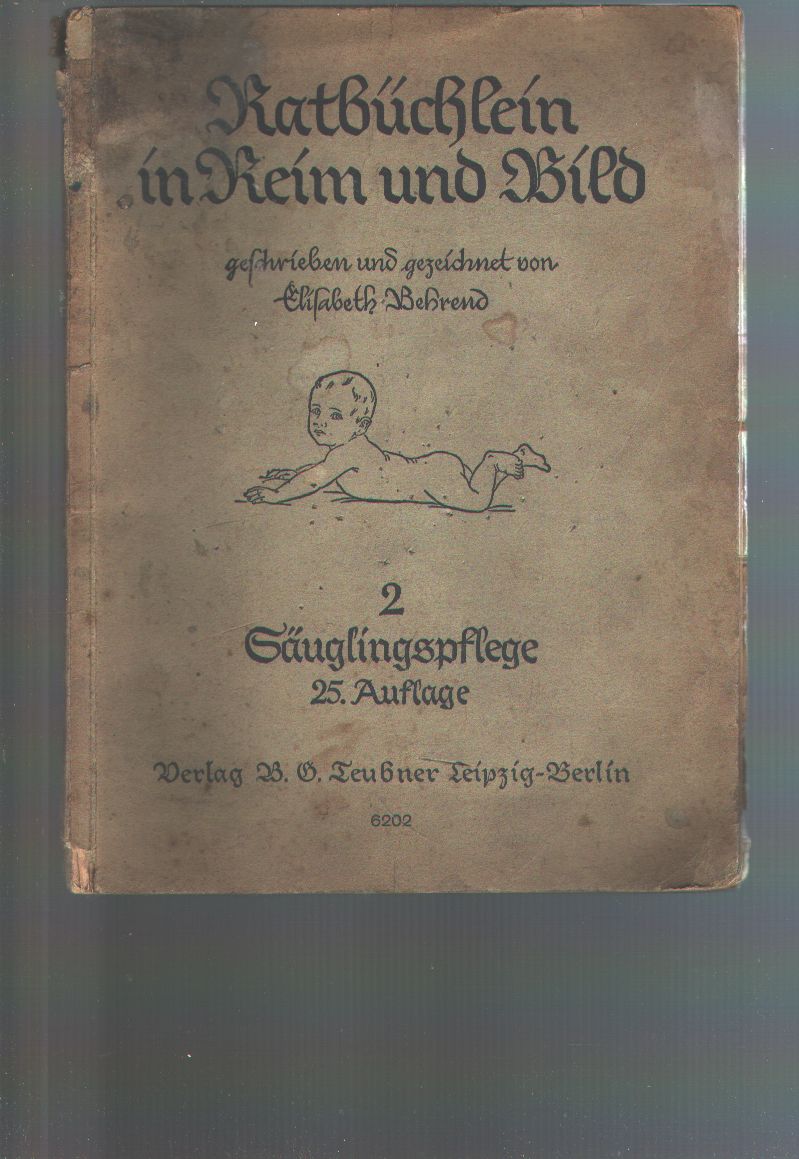 Ratbüchlein
in Reim und Bild
geschrieben und gezeichnet von
Elisabeth Behrend
2
Säuglingspflege
25. Auflage
Verlag B. G. Teubner Leipzig-Berlin
6202